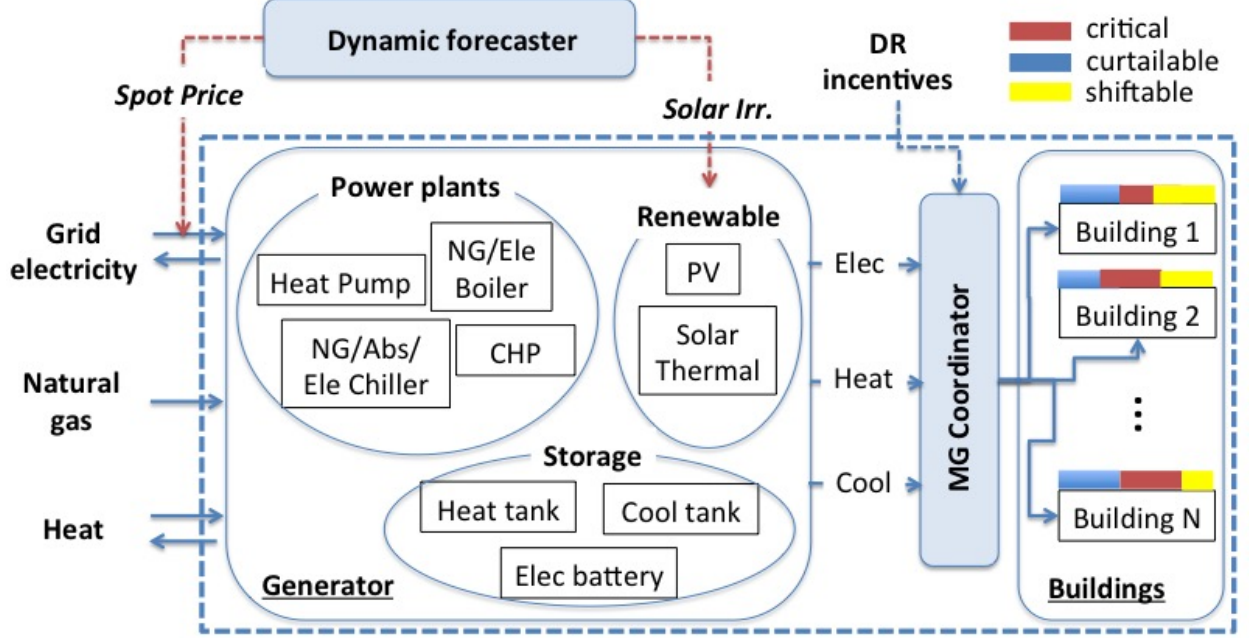 Dynamic forecaster
Spot Price
Solar Irr.
DR
incentives
critical
curtailable
shiftable
Grid
electricity
Natural
gas
Heat
Power plants
Heat Pump
NG/Ele
Boiler
NG/Abs/
Ele Chiller
CHP
Renewable
PV
Solar
Thermal
Storage
Heat tank
Cool tank
Elec battery
Generator
Elec
Heat
Cool
MG Coordinator
Building 1
Building 2
...
Building N
Buildings